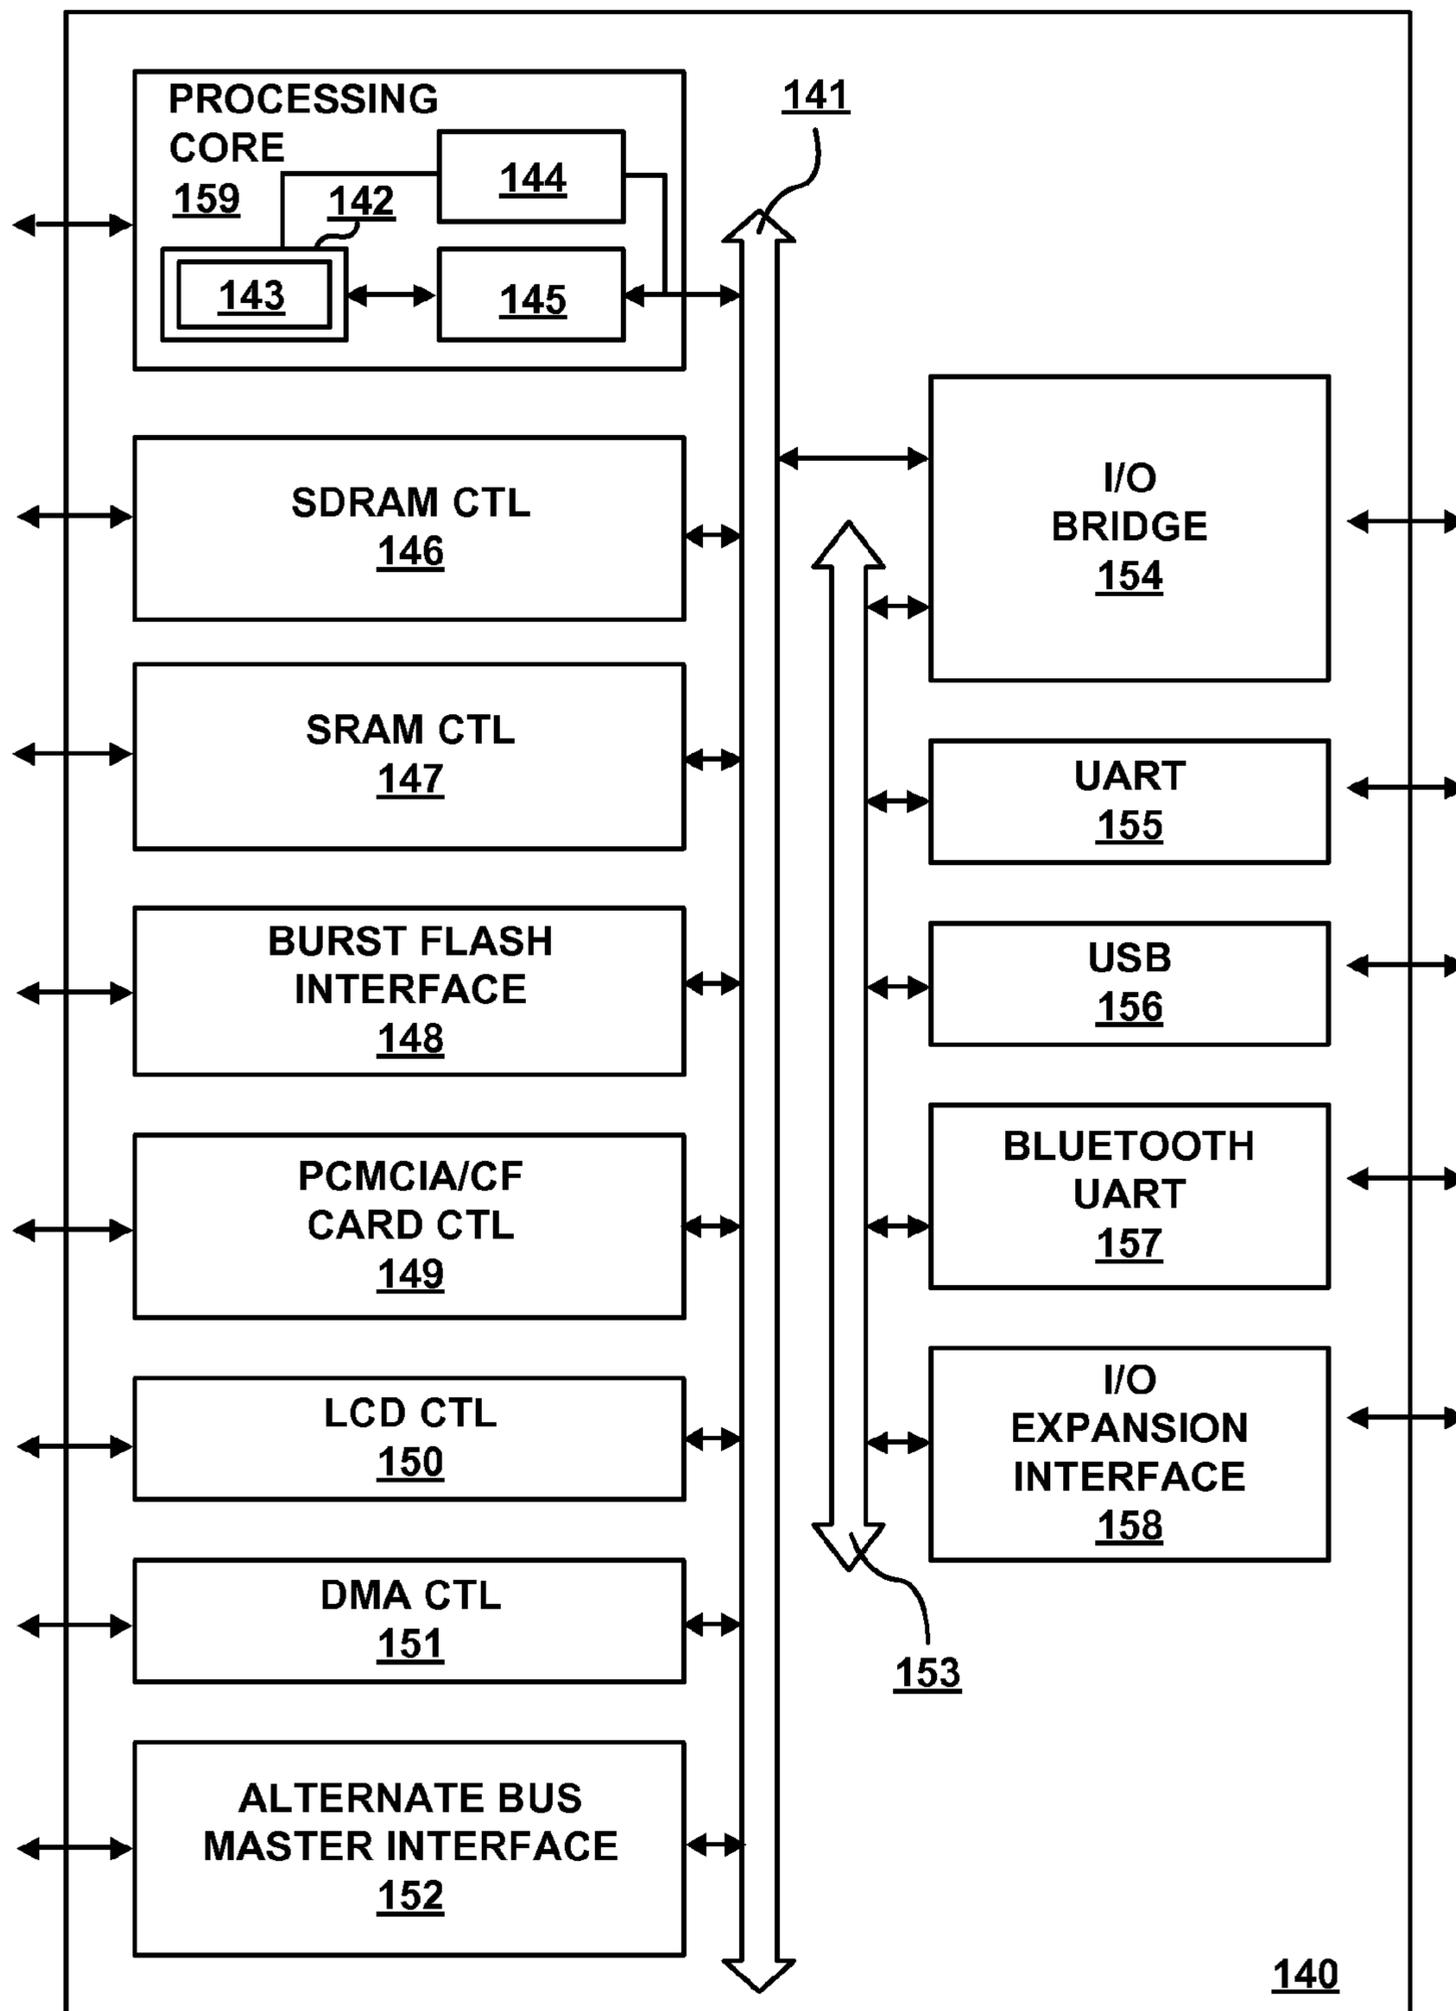 PROCESSING
CORE
159
142
144
143
145
141
SDRAM CTL
146
SRAM CTL
147
BURST FLASH
INTERFACE
148
PCMCIA/CF
CARD CTL
149
LCD CTL
150
DMA CTL
151
ALTERNATE BUS
MASTER INTERFACE
152
I/O
BRIDGE
154
UART
155
USB
156
BLUETOOTH
UART
157
I/O
EXPANSION
INTERFACE
158
153
140